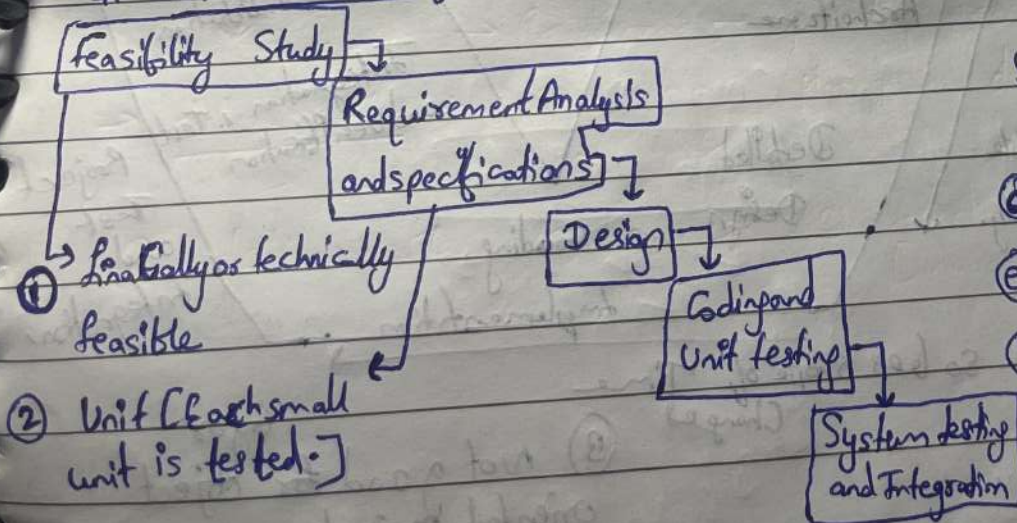 Feasibility Study
Requirement Analysis
and specifications
Design
Coding and
Unit testing
System testing
and Integration
①
finatially or technically
feasible
② Unit [Each small
unit is tested.]